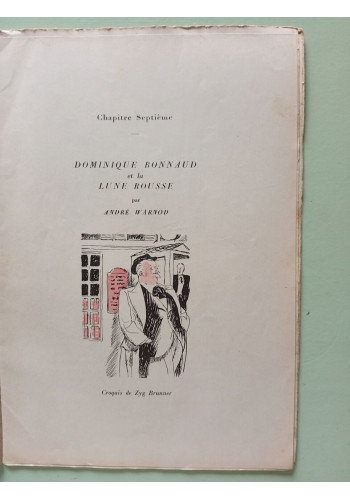 Chapitre Septième
DOMINIQUE BONNAUD
et la
LUNE ROUSSE
par
ANDRÉ WARNOD
Croquis de Zyg Brunner